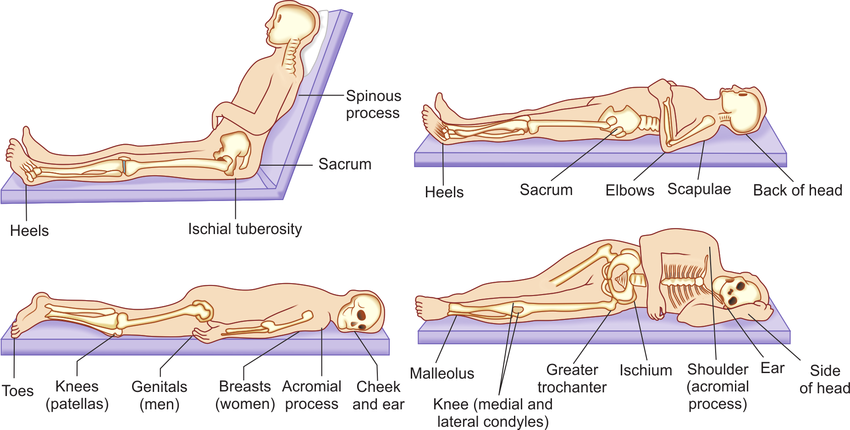 Spinous
process
Sacrum
Ischial tuberosity
Heels
Heels
Sacrum
Elbows
Scapulae
Back of head
Toes
Knees
(patellas)
Genitals
(men)
Breasts
(women)
Acromial
process
Cheek
and ear
Malleolus
Knee (medial and
lateral condyles)
Greater
trochanter
Ischium
Shoulder
(acromial
process)
Ear
Side
of head